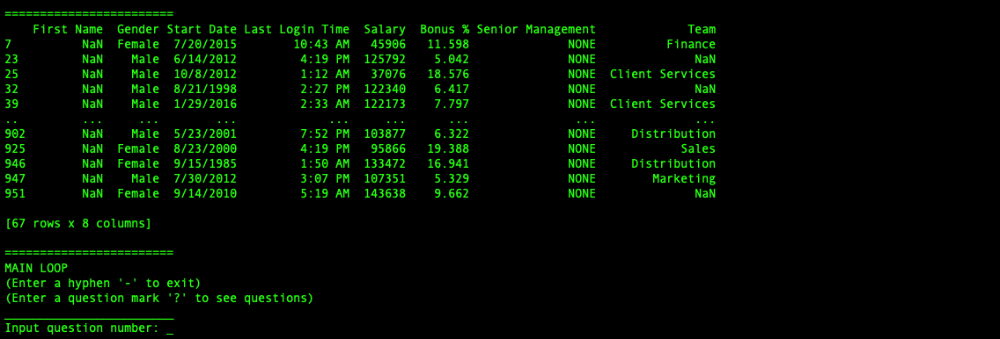 ========================
    First Name  Gender Start Date Last Login Time  Salary  Bonus % Senior Management             Team
7          NaN  Female  7/20/2015        10:43 AM   45906   11.598              NONE          Finance
23         NaN    Male  6/14/2012         4:19 PM  125792    5.042              NONE              NaN
25         NaN    Male  10/8/2012         1:12 AM   37076   18.576              NONE  Client Services
32         NaN    Male  8/21/1998         2:27 PM  122340    6.417              NONE              NaN
39         NaN    Male  1/29/2016         2:33 AM  122173    7.797              NONE  Client Services
..         ...     ...        ...             ...     ...      ...               ...              ...
902        NaN    Male  5/23/2001         7:52 PM  103877    6.322              NONE     Distribution
925        NaN  Female  8/23/2000         4:19 PM   95866   19.388              NONE            Sales
946        NaN  Female  9/15/1985         1:50 AM  133472   16.941              NONE     Distribution
947        NaN    Male  7/30/2012         3:07 PM  107351    5.329              NONE        Marketing
951        NaN  Female  9/14/2010         5:19 AM  143638    9.662              NONE              NaN

[67 rows x 8 columns]

========================
MAIN LOOP
(Enter a hyphen '-' to exit)
(Enter a question mark '?' to see questions)
________________________
Input question number: _